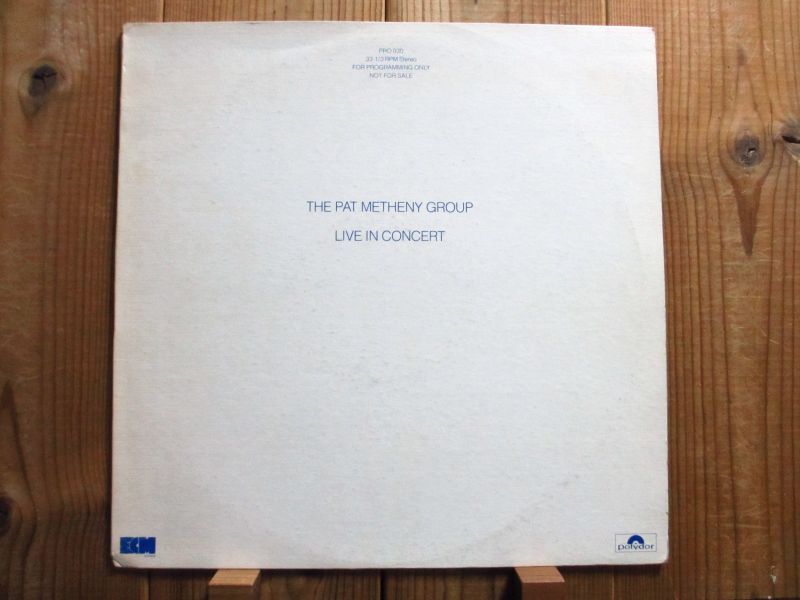 PRO 030
33 1/3 RPM Stereo
FOR PROGRAMMING ONLY
NOT FOR SALE
THE PAT METHENY GROUP
LIVE IN CONCERT
ECM
polydor